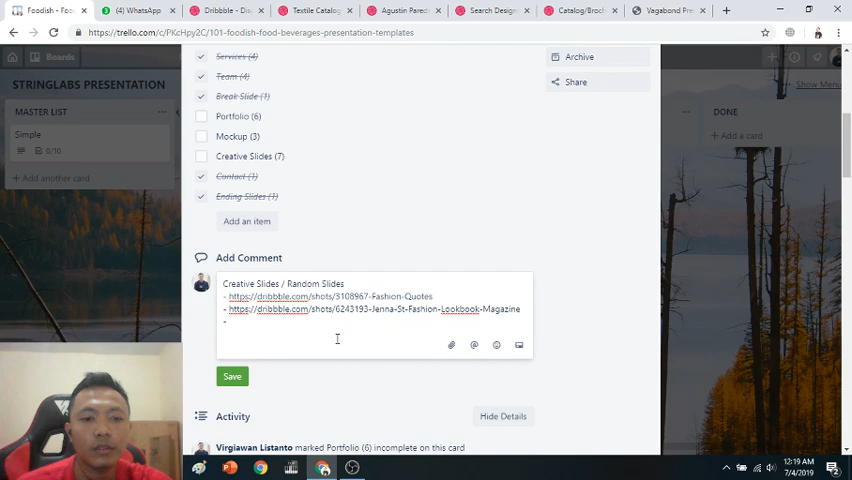 Foodish - Foo
(4) WhatsApp
Dribbble - Dis
Textile Catalog
Agustin Pared
Search Design
Catalog/Broch
Vagabond Pre
https://trello.com/c/PKcHpy2C/101-foodish-food-beverages-presentation-templates
Boards
STRINGLABS PRESENTATION
Show Menu
MASTER LIST
Simple
0/10
Add another card
DONE
Add a card
Services (4)
Team (4)
Break Slide (1)
Portfolio (6)
Mockup (3)
Creative Slides (7)
Contact (1)
Ending Slides (1)
Add an item
Archive
Share
Add Comment
Creative Slides / Random Slides
- https://dribbble.com/shots/3108967-Fashion-Quotes
- https://dribbble.com/shots/6243193-Jenna-St-Fashion-Lookbook-Magazine
-
Save
Activity
Hide Details
Virgiawan Listanto marked Portfolio (6) incomplete on this card
12:19 AM
7/4/2019